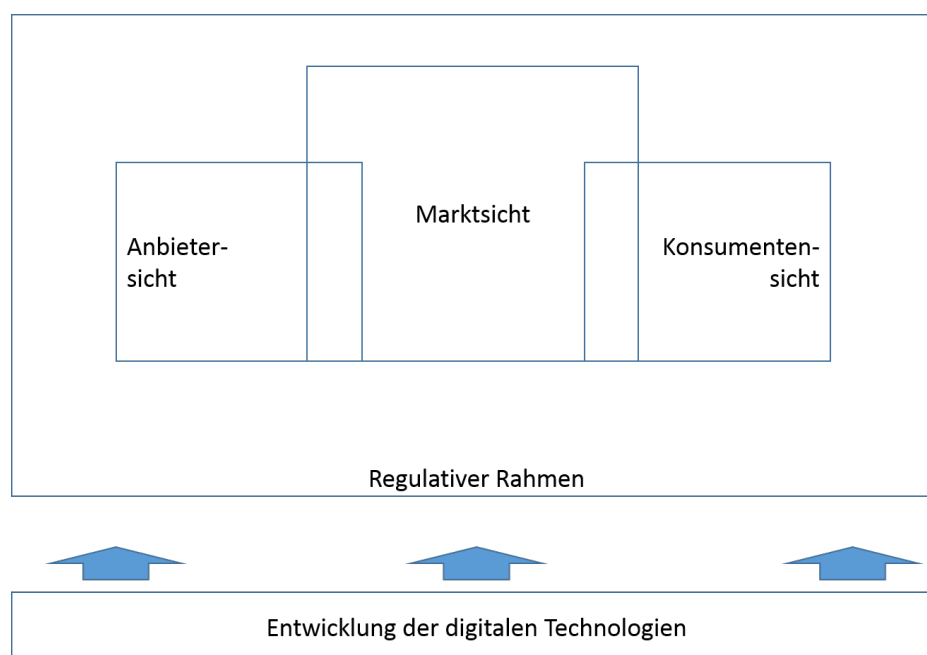 Marktsicht
Anbieter-
sicht
Konsumenten-
sicht
Regulativer Rahmen
Entwicklung der digitalen Technologien